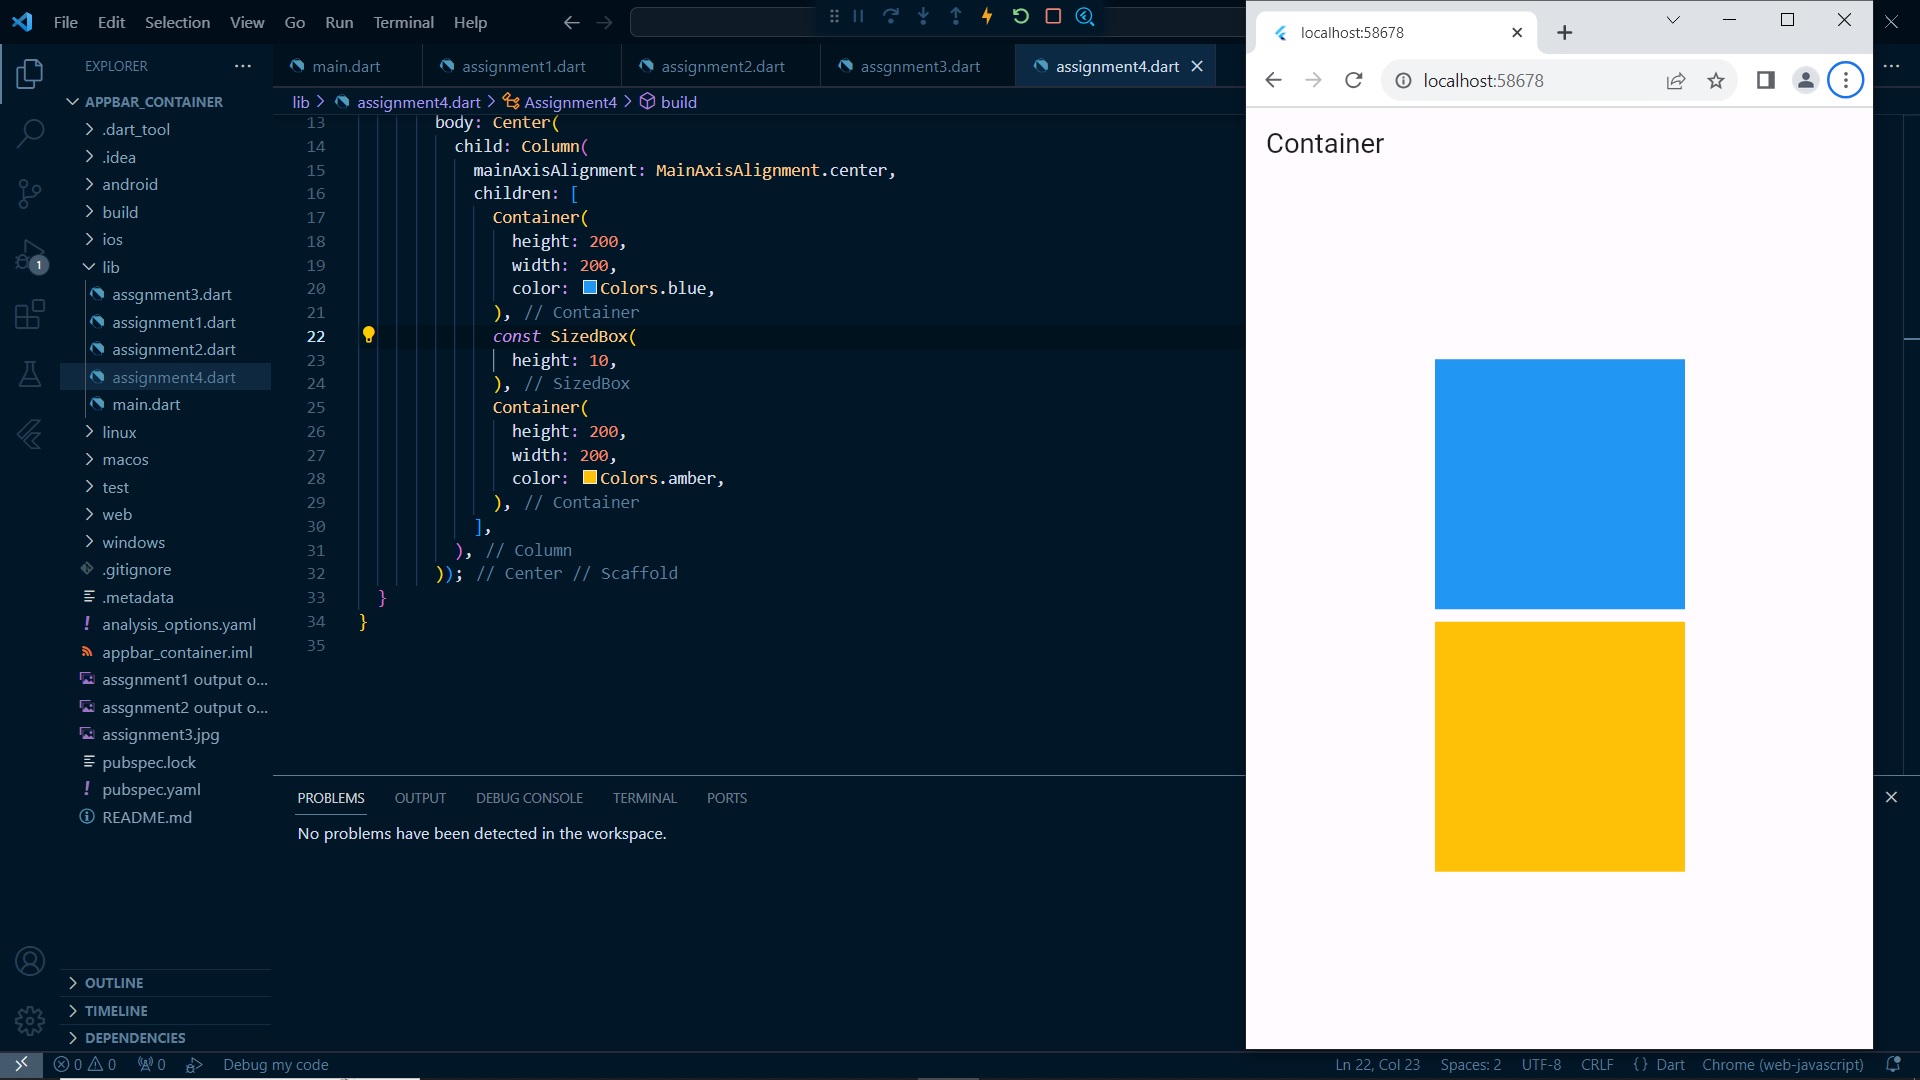 File Edit Selection View Go Run Terminal Help
EXPLORER
APPBAR_CONTAINER
.dart_tool
.idea
android
build
ios
lib
assgnment3.dart
assignment1.dart
assignment2.dart
assignment4.dart
main.dart
linux
macos
test
web
windows
.gitignore
.metadata
analysis_options.yaml
appbar_container.iml
assgnment1 output o...
assgnment2 output o...
assignment3.jpg
pubspec.lock
pubspec.yaml
README.md
OUTLINE
TIMELINE
DEPENDENCIES
1
main.dart assignment1.dart assignment2.dart assgnment3.dart assignment4.dart
lib > assignment4.dart > Assignment4 > build
13 body: Center(
14 child: Column(
15 mainAxisAlignment: MainAxisAlignment.center,
16 children: [
17 Container(
18 height: 200,
19 width: 200,
20 color: Colors.blue,
21 ), // Container
22 const SizedBox(
23 height: 10,
24 ), // SizedBox
25 Container(
26 height: 200,
27 width: 200,
28 color: Colors.amber,
29 ), // Container
30 ],
31 ), // Column
32 )); // Center // Scaffold
33 }
34 }
35
PROBLEMS OUTPUT DEBUG CONSOLE TERMINAL PORTS
No problems have been detected in the workspace.
localhost:58678
localhost:58678
Container
0 0 0 Debug my code
Ln 22, Col 23 Spaces: 2 UTF-8 CRLF {} Dart Chrome (web-javascript)